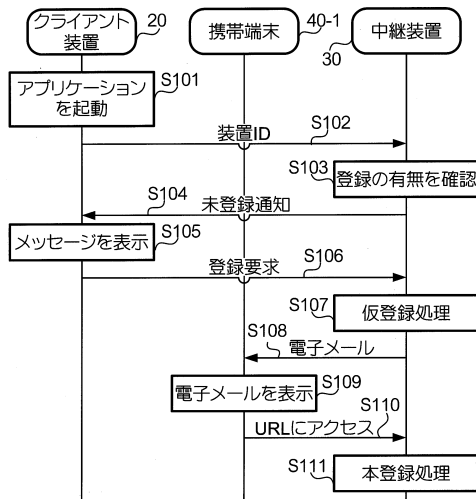 クライアント
装置
20
携帯端末
40-1
中継装置
30
アプリケーション
を起動
S101
装置ID
S102
S103
登録の有無を確認
S104
未登録通知
メッセージを表示
S105
登録要求
S106
S107
仮登録処理
S108
電子メール
電子メールを表示
S109
URLにアクセス
S110
S111
本登録処理